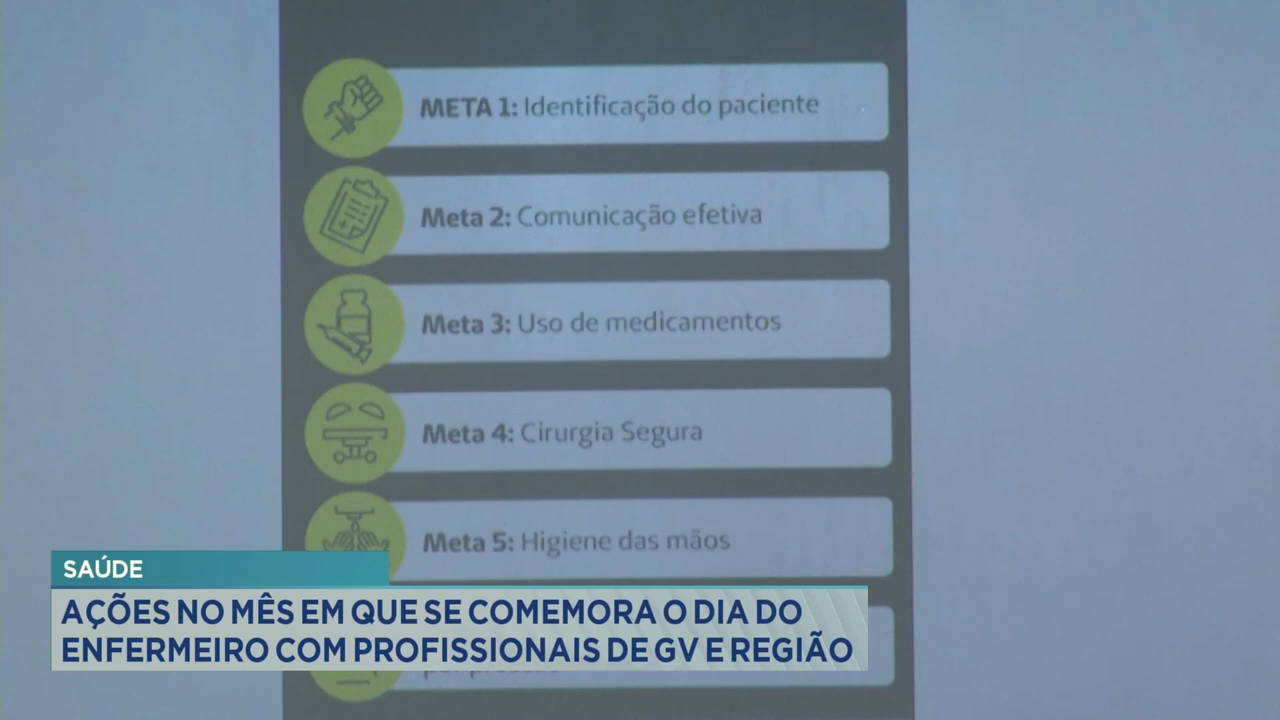 META 1: Identificação do paciente
Meta 2: Comunicação efetiva
Meta 3: Uso de medicamentos
Meta 4: Cirurgia Segura
Meta 5: Higiene das mãos
SAÚDE
AÇÕES NO MÊS EM QUE SE COMEMORA O DIA DO
ENFERMEIRO COM PROFISSIONAIS DE GV E REGIÃO